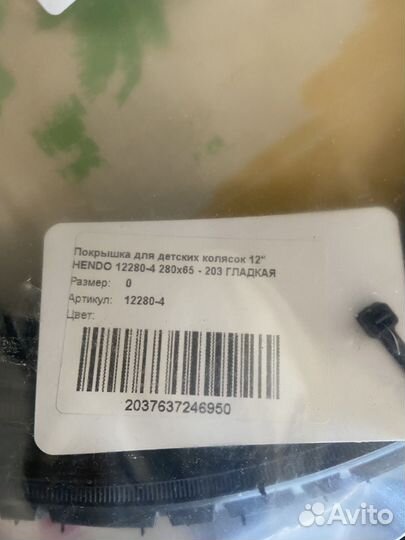 Покрышка для детских колясок 12"
HENDO 12280-4 280x65 - 203 ГЛАДКАЯ
Размер: 0
Артикул: 12280-4
Цвет:
2037637246950
Avito